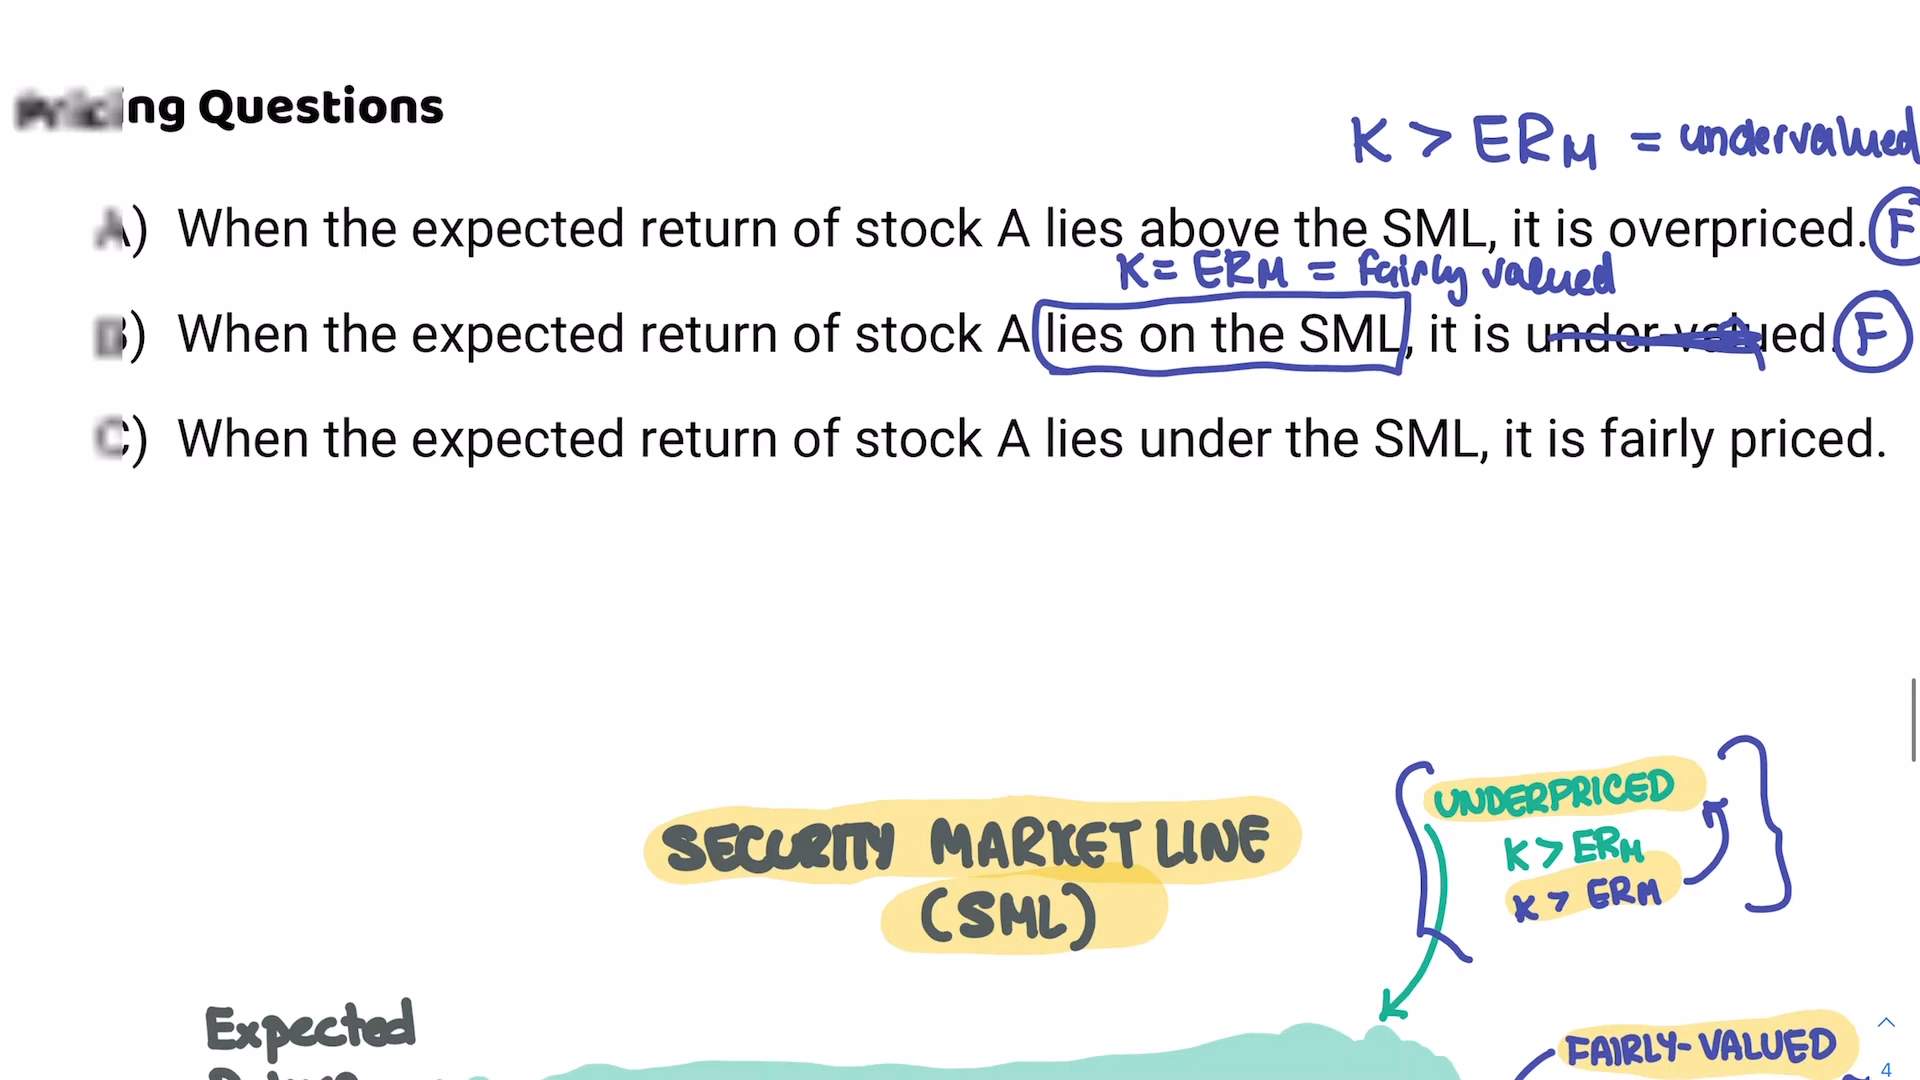 Pricing Questions
K > ERM = undervalued
A) When the expected return of stock A lies above the SML, it is overpriced. F
K = ERM = fairly valued
B) When the expected return of stock A lies on the SML, it is under-valued. F
C) When the expected return of stock A lies under the SML, it is fairly priced.
UNDERPRICED
K > ERM
K > ERM
SECURITY MARKET LINE
(SML)
Expected
FAIRLY-VALUED
4